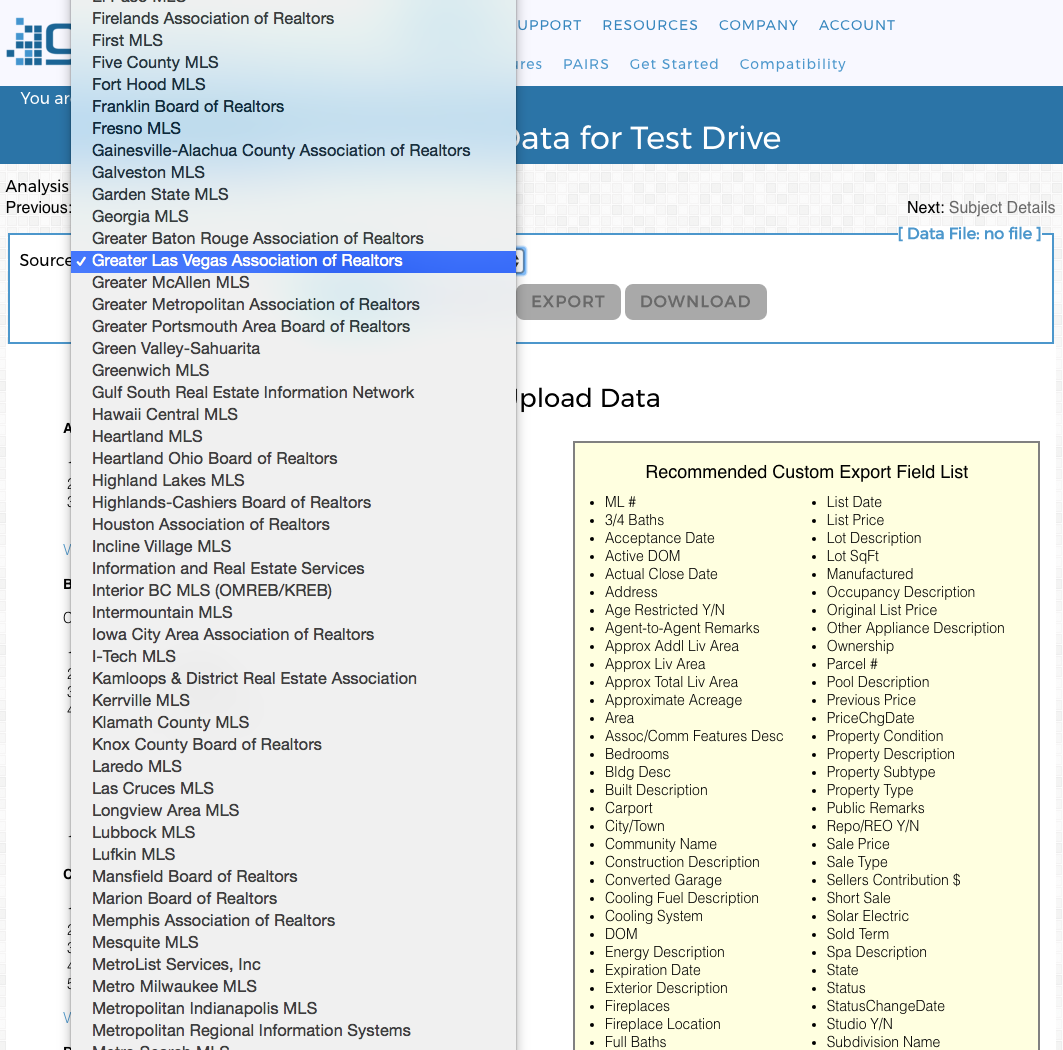 El Paso MLS
Firelands Association of Realtors
First MLS
Five County MLS
Fort Hood MLS
Franklin Board of Realtors
Fresno MLS
Gainesville-Alachua County Association of Realtors
Galveston MLS
Garden State MLS
Georgia MLS
Greater Baton Rouge Association of Realtors
✓ Greater Las Vegas Association of Realtors
Greater McAllen MLS
Greater Metropolitan Association of Realtors
Greater Portsmouth Area Board of Realtors
Green Valley-Sahuarita
Greenwich MLS
Gulf South Real Estate Information Network
Hawaii Central MLS
Heartland MLS
Heartland Ohio Board of Realtors
Highland Lakes MLS
Highlands-Cashiers Board of Realtors
Houston Association of Realtors
Incline Village MLS
Information and Real Estate Services
Interior BC MLS (OMREB/KREB)
Intermountain MLS
Iowa City Area Association of Realtors
I-Tech MLS
Kamloops & District Real Estate Association
Kerrville MLS
Klamath County MLS
Knox County Board of Realtors
Laredo MLS
Las Cruces MLS
Longview Area MLS
Lubbock MLS
Lufkin MLS
Mansfield Board of Realtors
Marion Board of Realtors
Memphis Association of Realtors
Mesquite MLS
MetroList Services, Inc
Metro Milwaukee MLS
Metropolitan Indianapolis MLS
Metropolitan Regional Information Systems
Metro Search MLS
UPPORT RESOURCES COMPANY ACCOUNT
ures PAIRS Get Started Compatibility
You ar
Data for Test Drive
Analysis
Previous:
Next: Subject Details
[ Data File: no file ]
Source
EXPORT DOWNLOAD
Upload Data
A
2
3
V
B
C
2
3
4
C
2
3
4
5
V
Recommended Custom Export Field List
• ML #
• 3/4 Baths
• Acceptance Date
• Active DOM
• Actual Close Date
• Address
• Age Restricted Y/N
• Agent-to-Agent Remarks
• Approx Addl Liv Area
• Approx Liv Area
• Approx Total Liv Area
• Approximate Acreage
• Area
• Assoc/Comm Features Desc
• Bedrooms
• Bldg Desc
• Built Description
• Carport
• City/Town
• Community Name
• Construction Description
• Converted Garage
• Cooling Fuel Description
• Cooling System
• DOM
• Energy Description
• Expiration Date
• Exterior Description
• Fireplaces
• Fireplace Location
• Full Baths
• List Date
• List Price
• Lot Description
• Lot SqFt
• Manufactured
• Occupancy Description
• Original List Price
• Other Appliance Description
• Ownership
• Parcel #
• Pool Description
• Previous Price
• PriceChgDate
• Property Condition
• Property Description
• Property Subtype
• Property Type
• Public Remarks
• Repo/REO Y/N
• Sale Price
• Sale Type
• Sellers Contribution $
• Short Sale
• Solar Electric
• Sold Term
• Spa Description
• State
• Status
• StatusChangeDate
• Studio Y/N
• Subdivision Name